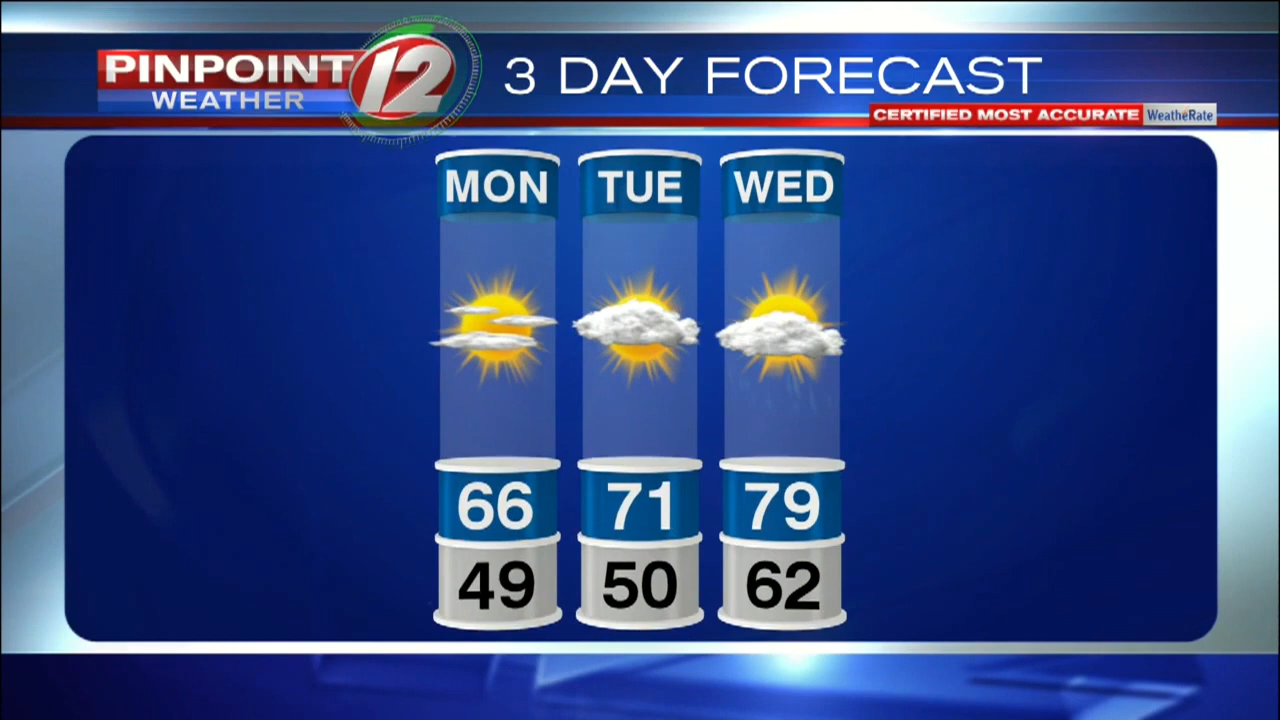 PINPOINT
WEATHER
12
3 DAY FORECAST
CERTIFIED MOST ACCURATE
WeatheRate
MON TUE WED
66 71 79
49 50 62